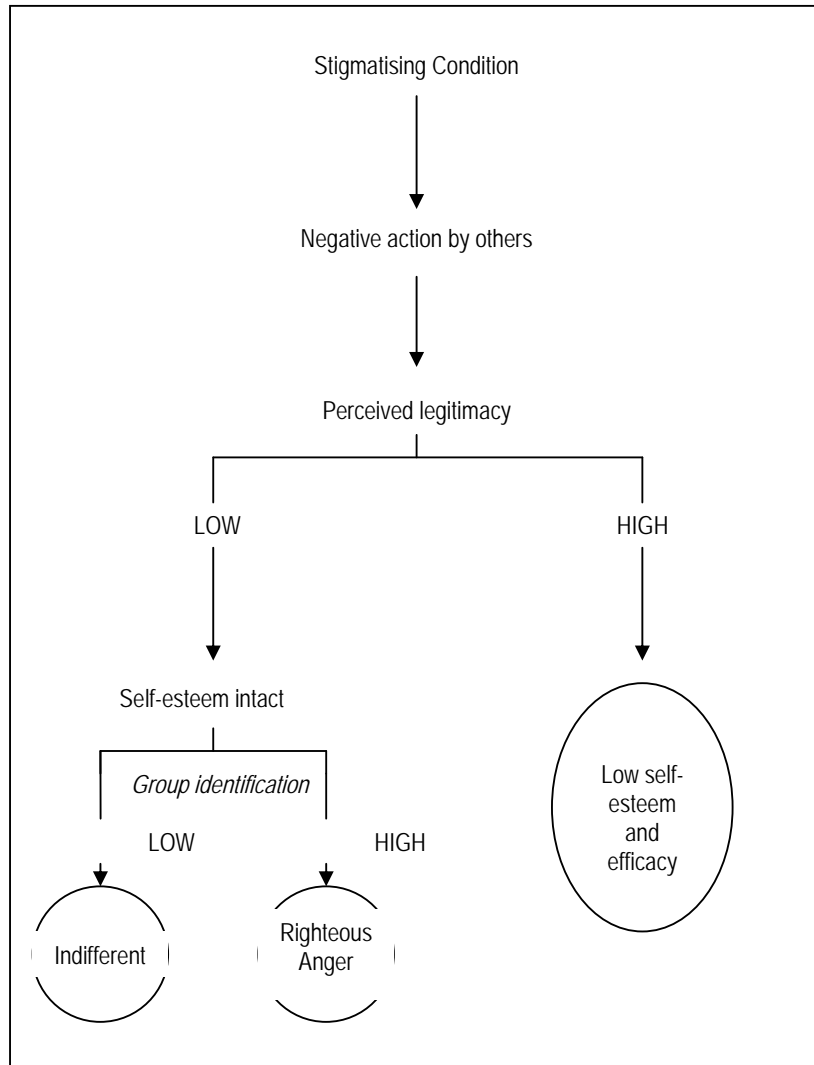 Stigmatising Condition
Negative action by others
Perceived legitimacy
LOW
HIGH
Self-esteem intact
Group identification
LOW
HIGH
Indifferent
Righteous
Anger
Low self-
esteem
and
efficacy